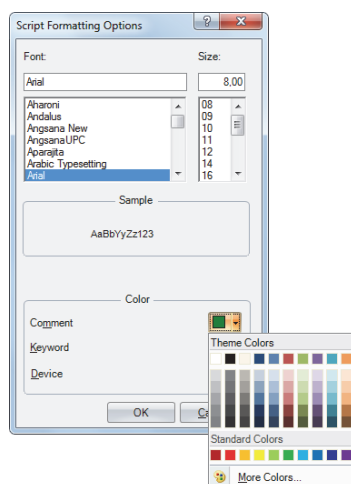 Script Formatting Options
?
Font:
Size:
Arial
8,00
Aharoni
Andalus
Angsana New
AngsanaUPC
Aparajita
Arabic Typesetting
Arial
08
09
10
11
12
14
16
Sample
AaBbYyZz123
Color
Comment
Keyword
Device
OK
Theme Colors
Standard Colors
More Colors...